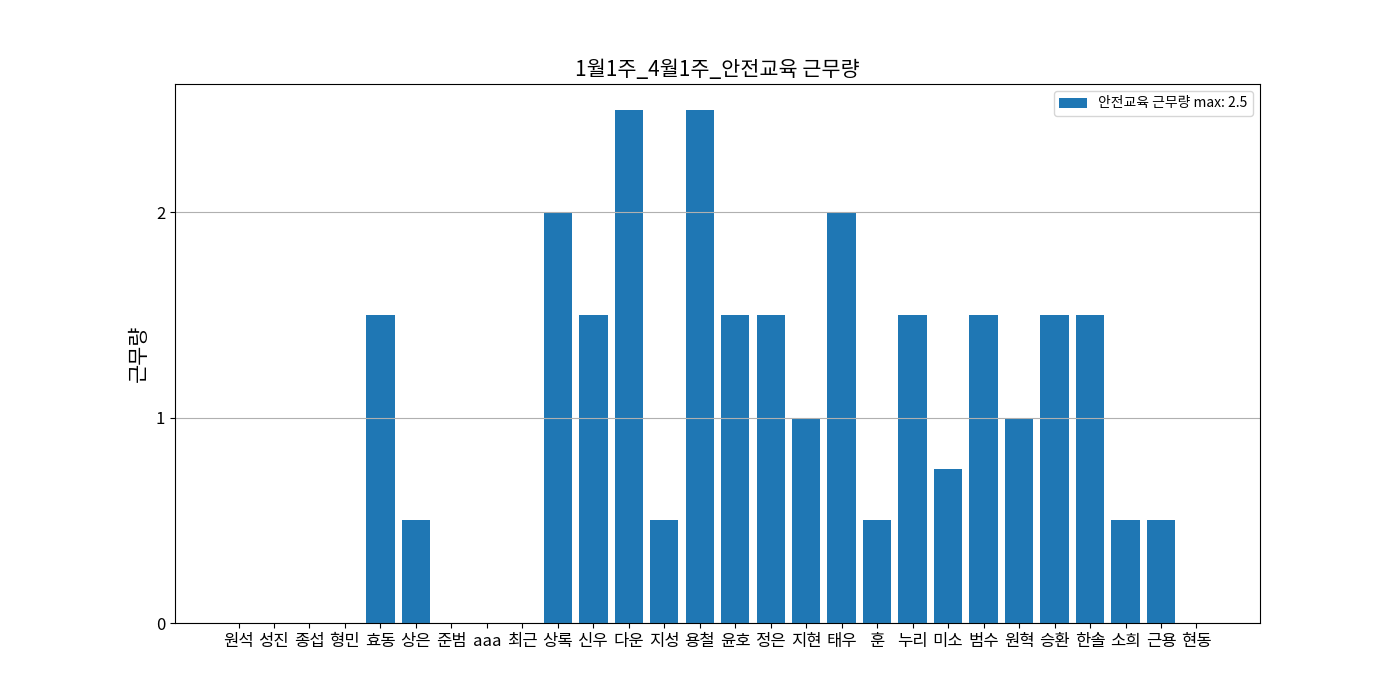 1월1주_4월1주_안전교육 근무량
안전교육 근무량 max: 2.5
근무량
2
1
0
원석 성진 종섭 형민 효동 상은 준범 aaa 최근 상록 신우 다운 지성 용철 윤호 정은 지현 태우 훈 누리 미소 범수 원혁 승환 한솔 소희 근용 현동